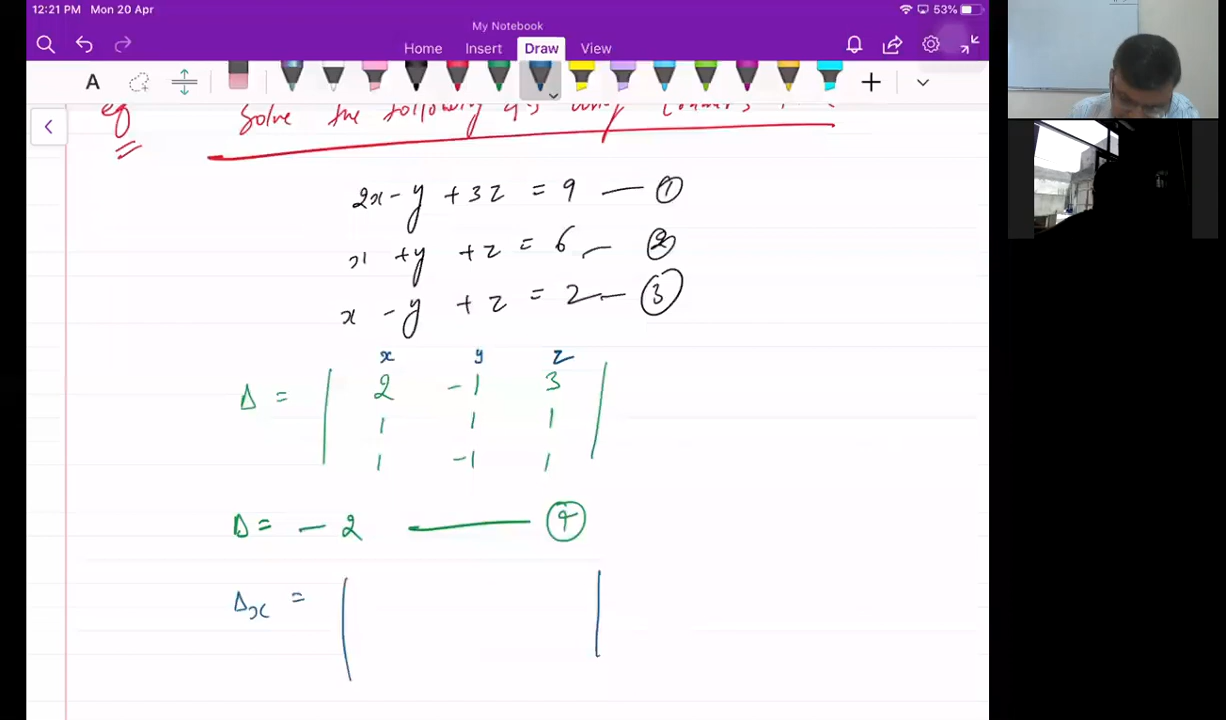 12:21 PM Mon 20 Apr
53%
My Notebook
Home Insert Draw View
A
eg Solve the following using
2x - y + 3z = 9 — ①
x + y + z = 6 — ②
x - y + z = 2 — ③
x y z
Δ = | 2 -1 3 |
1 1 1
1 -1 1
Δ = - 2 — ④
Δx = | |